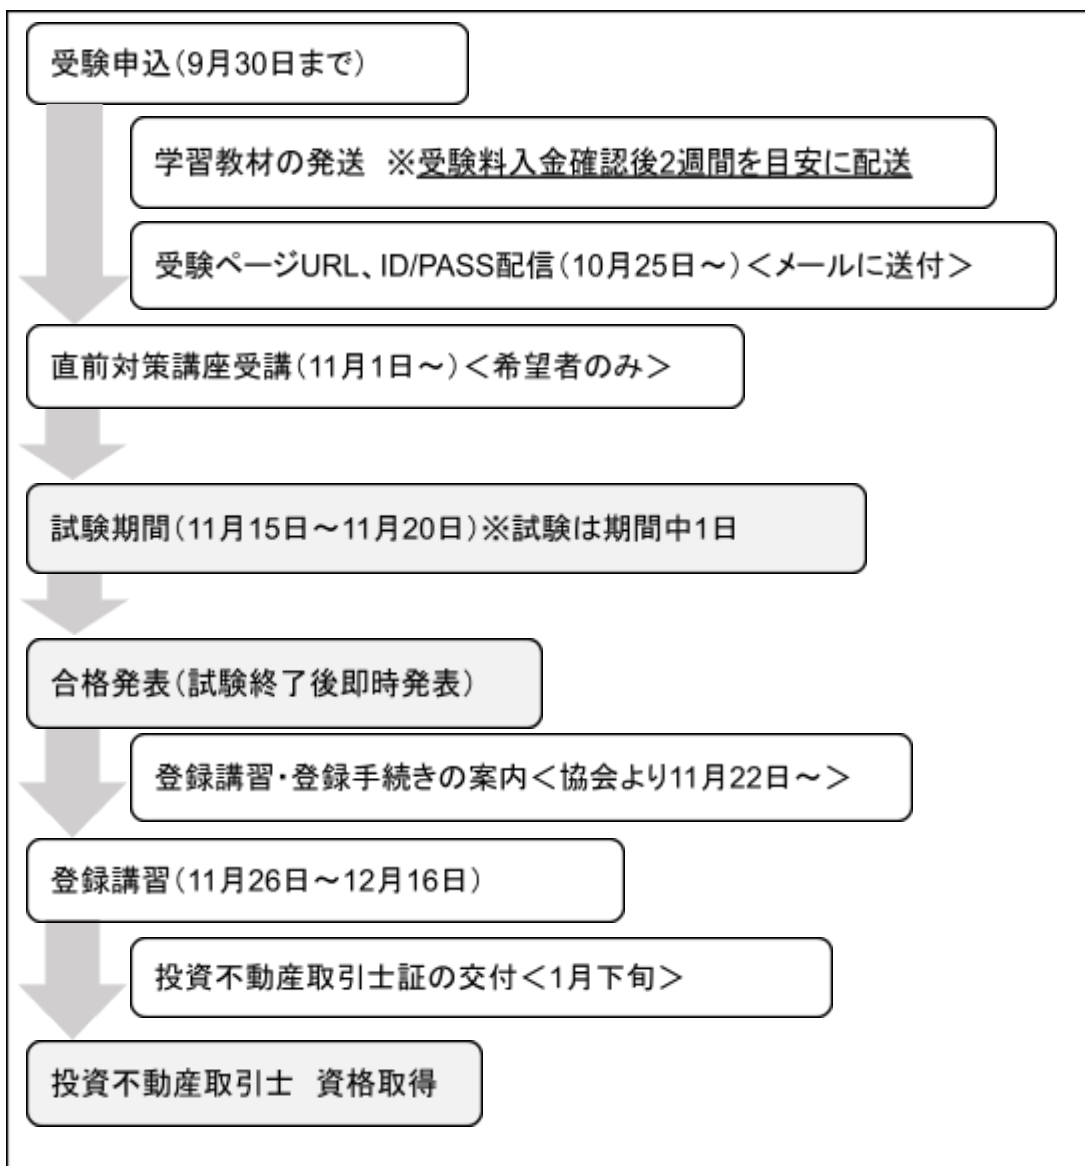 受験申込（9月30日まで）
学習教材の発送　※受験料入金確認後2週間を目安に配送
受験ページURL、ID/PASS配信（10月25日～）＜メールに送付＞
直前対策講座受講（11月1日～）＜希望者のみ＞
試験期間（11月15日～11月20日）※試験は期間中1日
合格発表（試験終了後即時発表）
登録講習・登録手続きの案内＜協会より11月22日～＞
登録講習（11月26日～12月16日）
投資不動産取引士証の交付＜1月下旬＞
投資不動産取引士　資格取得